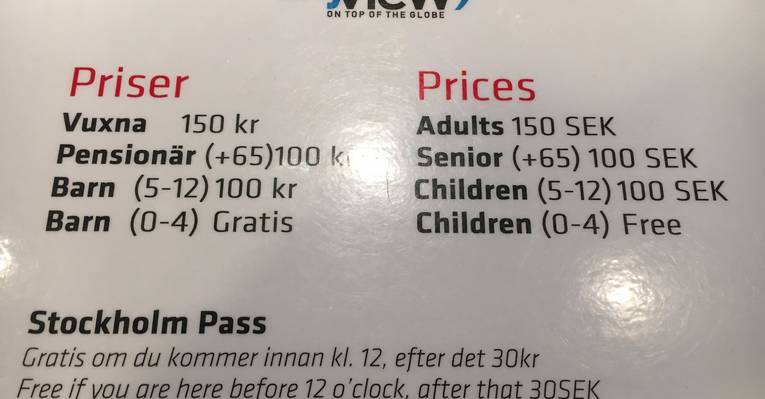 view
ON TOP OF THE GLOBE
Priser
Vuxna 150 kr
Pensionär (+65)100 k
Barn (5-12)100 kr
Barn (0-4) Gratis
Prices
Adults 150 SEK
Senior (+65) 100 SEK
Children (5-12)100 SEK
Children (0-4) Free
Stockholm Pass
Gratis om du kommer innan kl. 12, efter det 30kr
Free if you are here before 12 o'clock, after that 30SEK